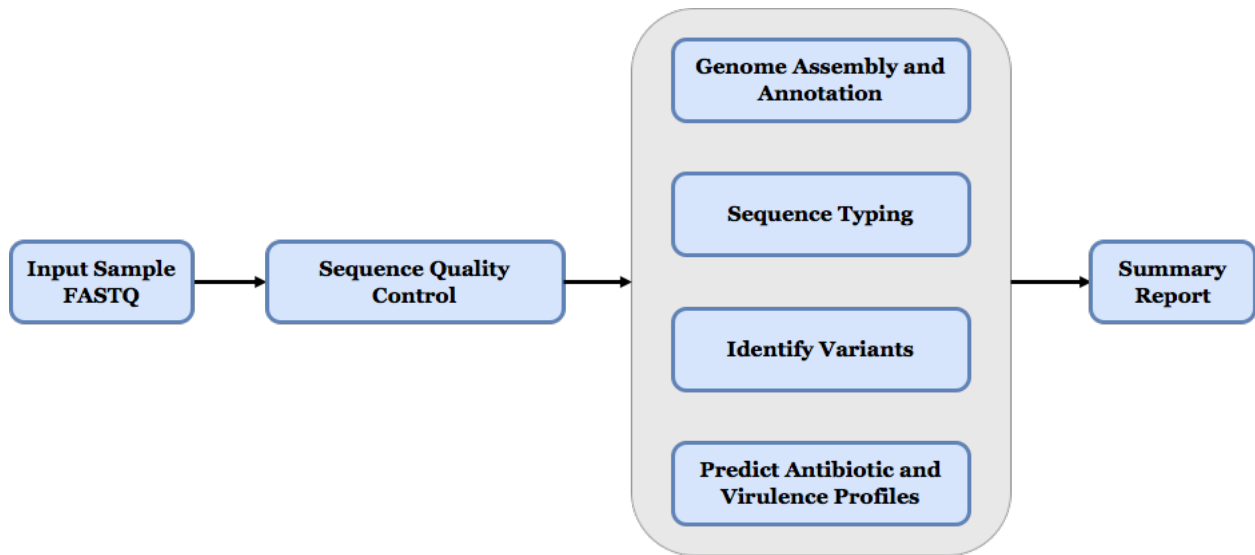 Input Sample
FASTQ
Sequence Quality
Control
Genome Assembly and
Annotation
Sequence Typing
Identify Variants
Predict Antibiotic and
Virulence Profiles
Summary
Report